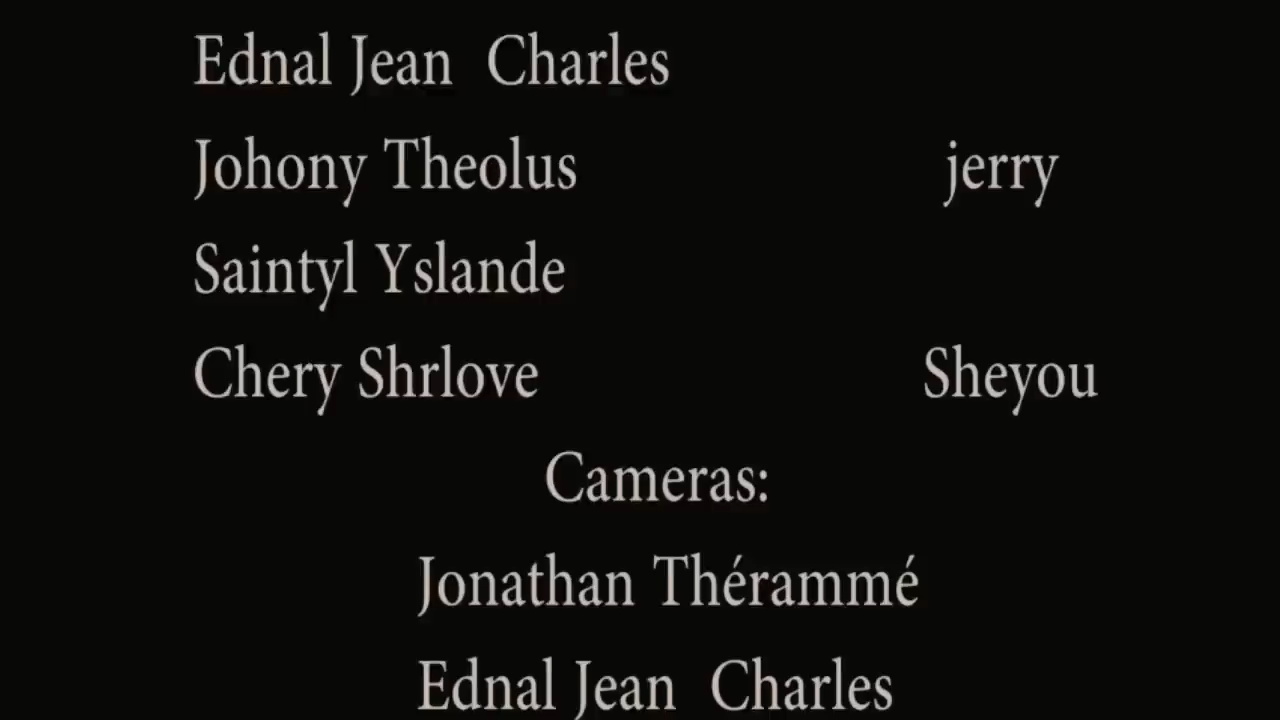 Ednal Jean  Charles
Johony Theolus jerry
Saintyl Yslande
Chery Shrlove Sheyou
Cameras:
Jonathan Thérammé
Ednal Jean  Charles